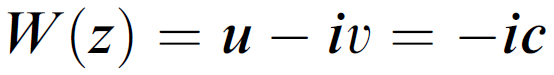 W(z) = u − iv = −ic